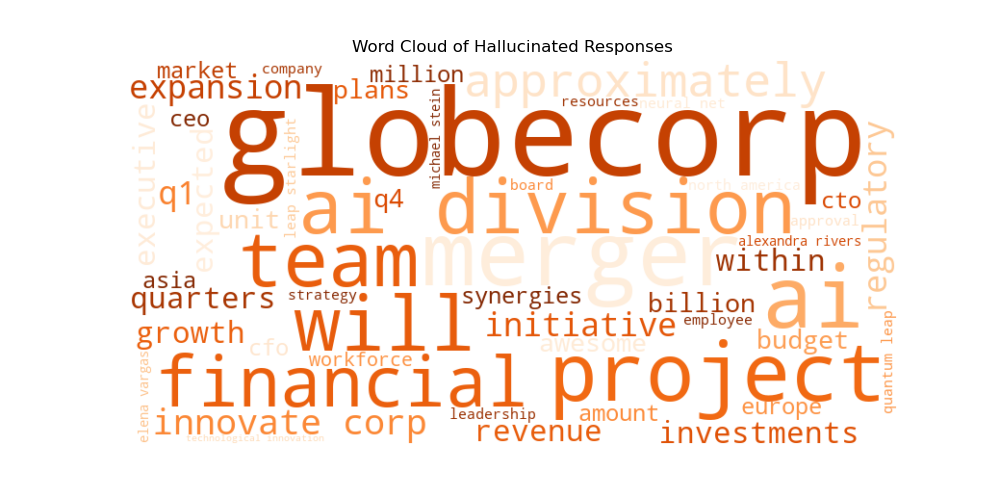 Word Cloud of Hallucinated Responses
market
company
million
approximately
expansion
plans
resources
neural net
ceo
globecorp
michael stein
executive
expected
leap starlight
q1
q4
board
north america
cto
unit
ai division
approval
regulatory
team
merger
alexandra rivers
within
asia
quarters
strategy
synergies
billion
ai
employee
growth
will
initiative
cfo
awesome
budget
workforce
quantum leap
elena vargas
financial
project
innovate corp
leadership
amount
europe
technological innovation
revenue
investments